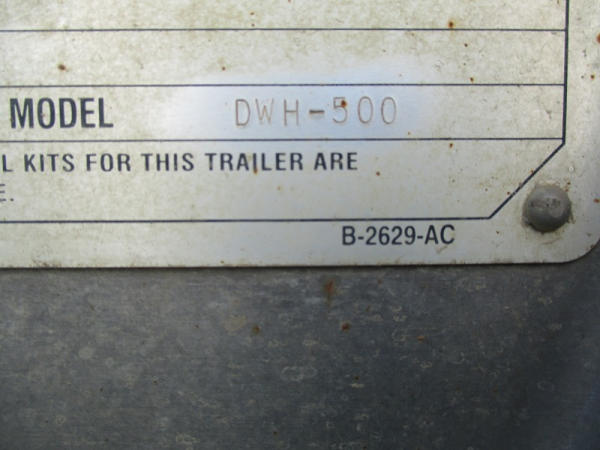 MODEL DWH-500
L KITS FOR THIS TRAILER ARE
E.
B-2629-AC